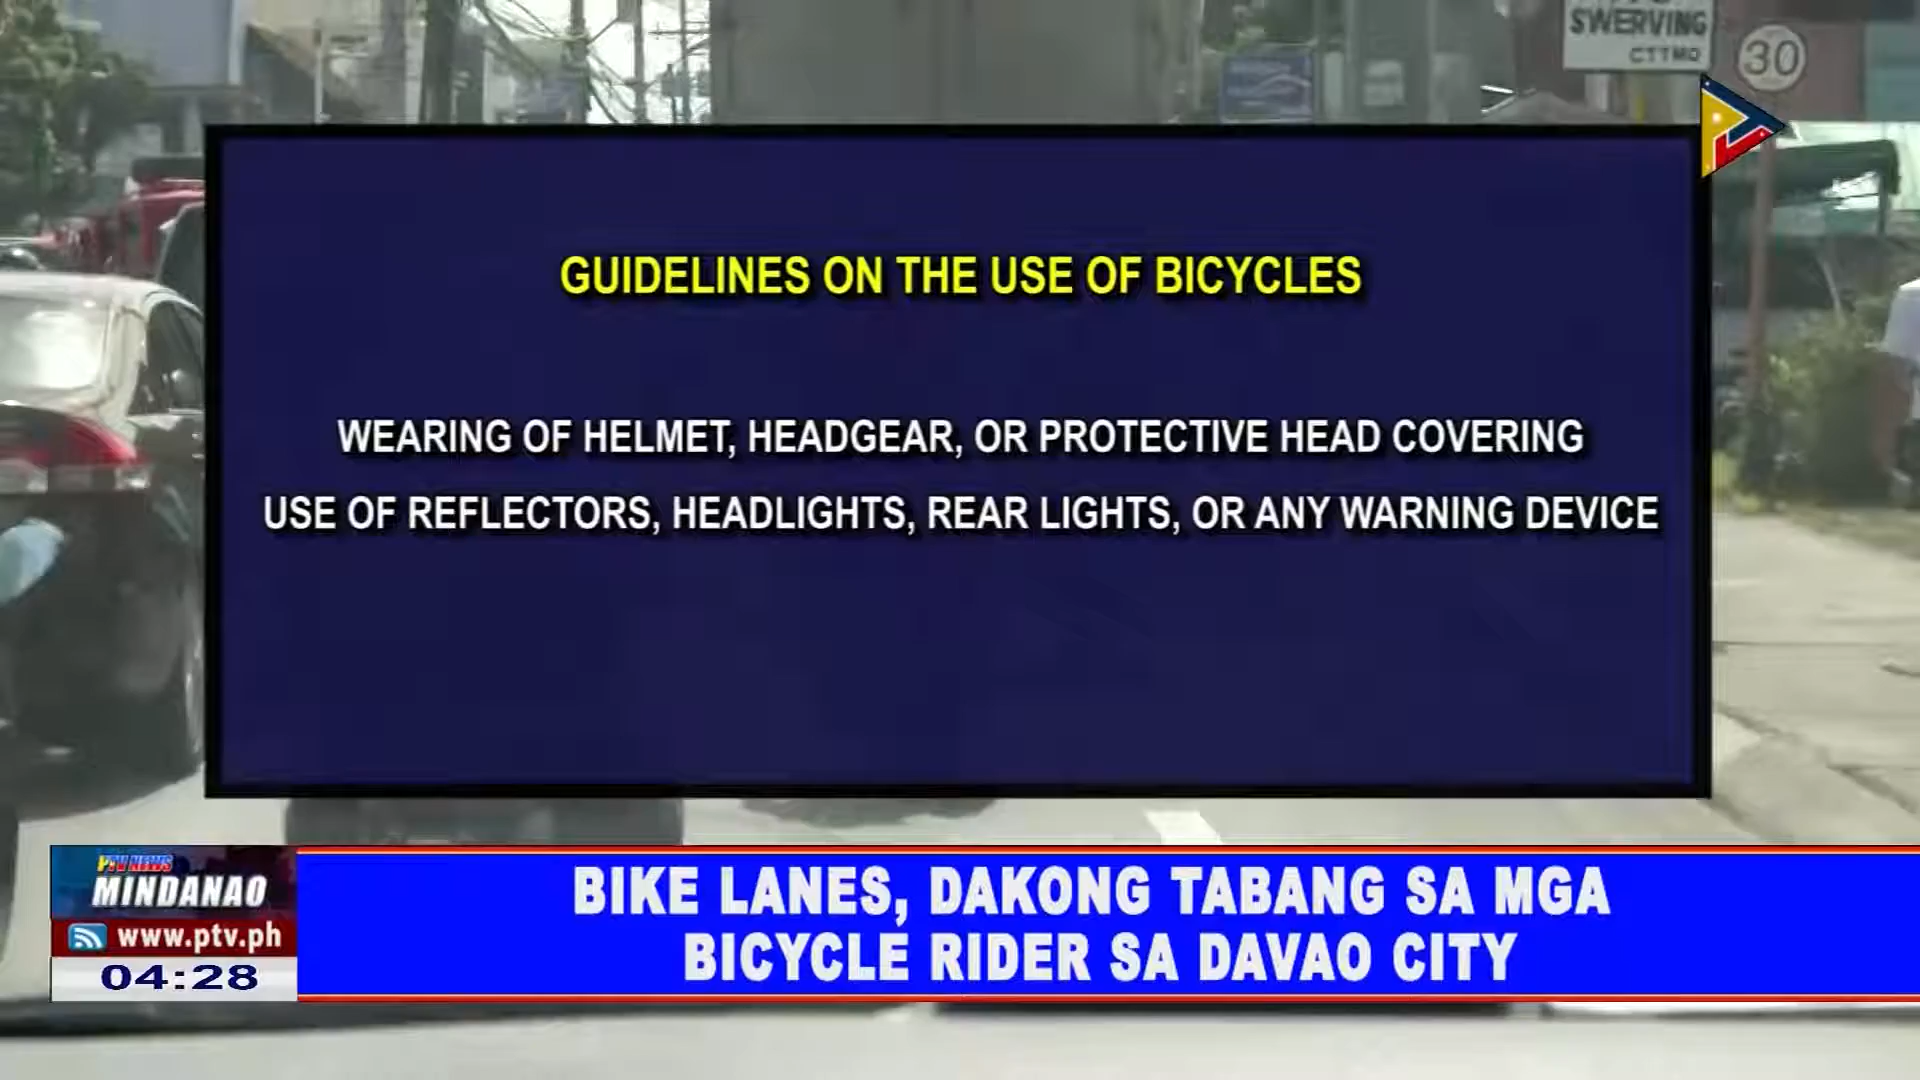 SWERVING
CTTMO
30
GUIDELINES ON THE USE OF BICYCLES
WEARING OF HELMET, HEADGEAR, OR PROTECTIVE HEAD COVERING
USE OF REFLECTORS, HEADLIGHTS, REAR LIGHTS, OR ANY WARNING DEVICE
PTV NEWS
MINDANAO
www.ptv.ph
04:28
BIKE LANES, DAKONG TABANG SA MGA
BICYCLE RIDER SA DAVAO CITY